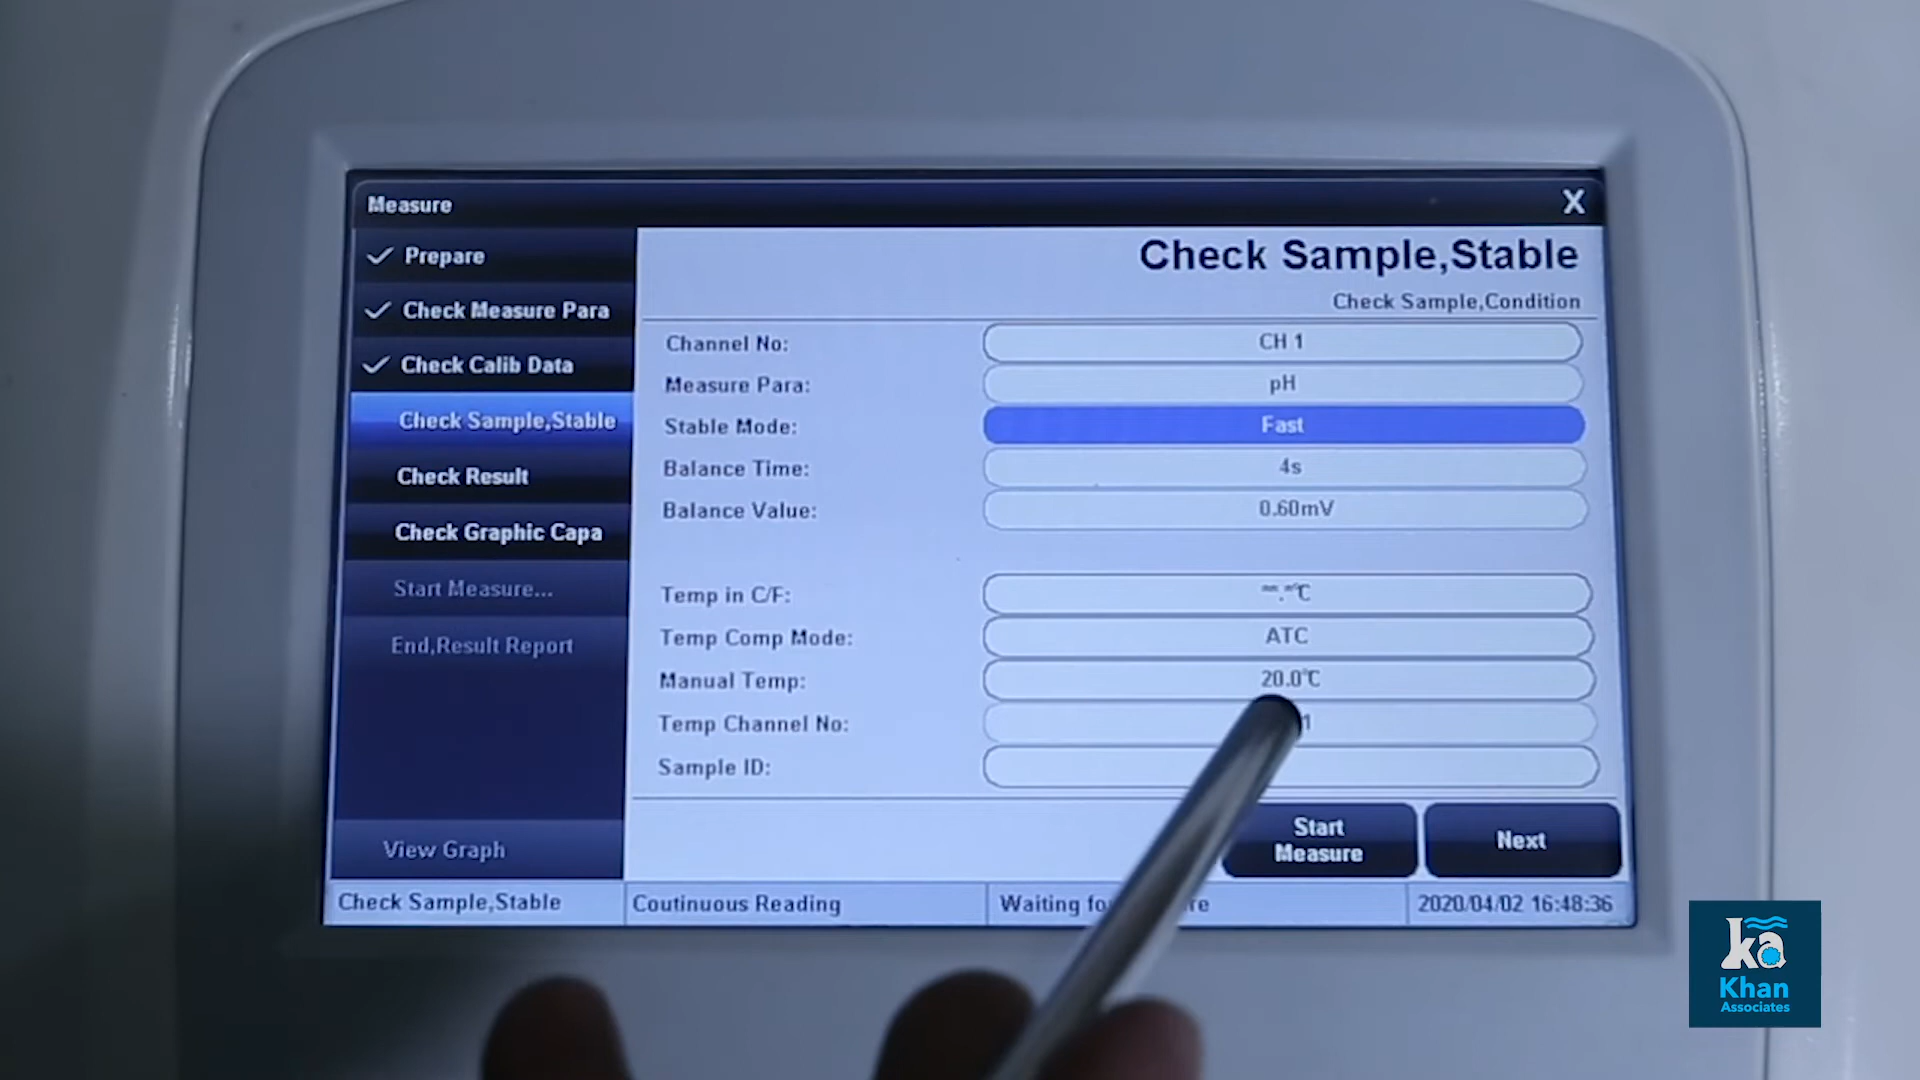 Measure
X
Prepare
Check Measure Para
Check Calib Data
Check Sample,Stable
Check Result
Check Graphic Capa
Start Measure...
End,Result Report
View Graph
Check Sample,Stable
Check Sample,Condition
Channel No: CH 1
Measure Para: pH
Stable Mode: Fast
Balance Time: 4s
Balance Value: 0.60mV
Temp in C/F: --.-°C
Temp Comp Mode: ATC
Manual Temp: 20.0°C
Temp Channel No: 1
Sample ID:
Start
Measure
Next
Check Sample,Stable
Coutinuous Reading
Waiting
2020/04/02 16:48:36
ka
Khan
Associates